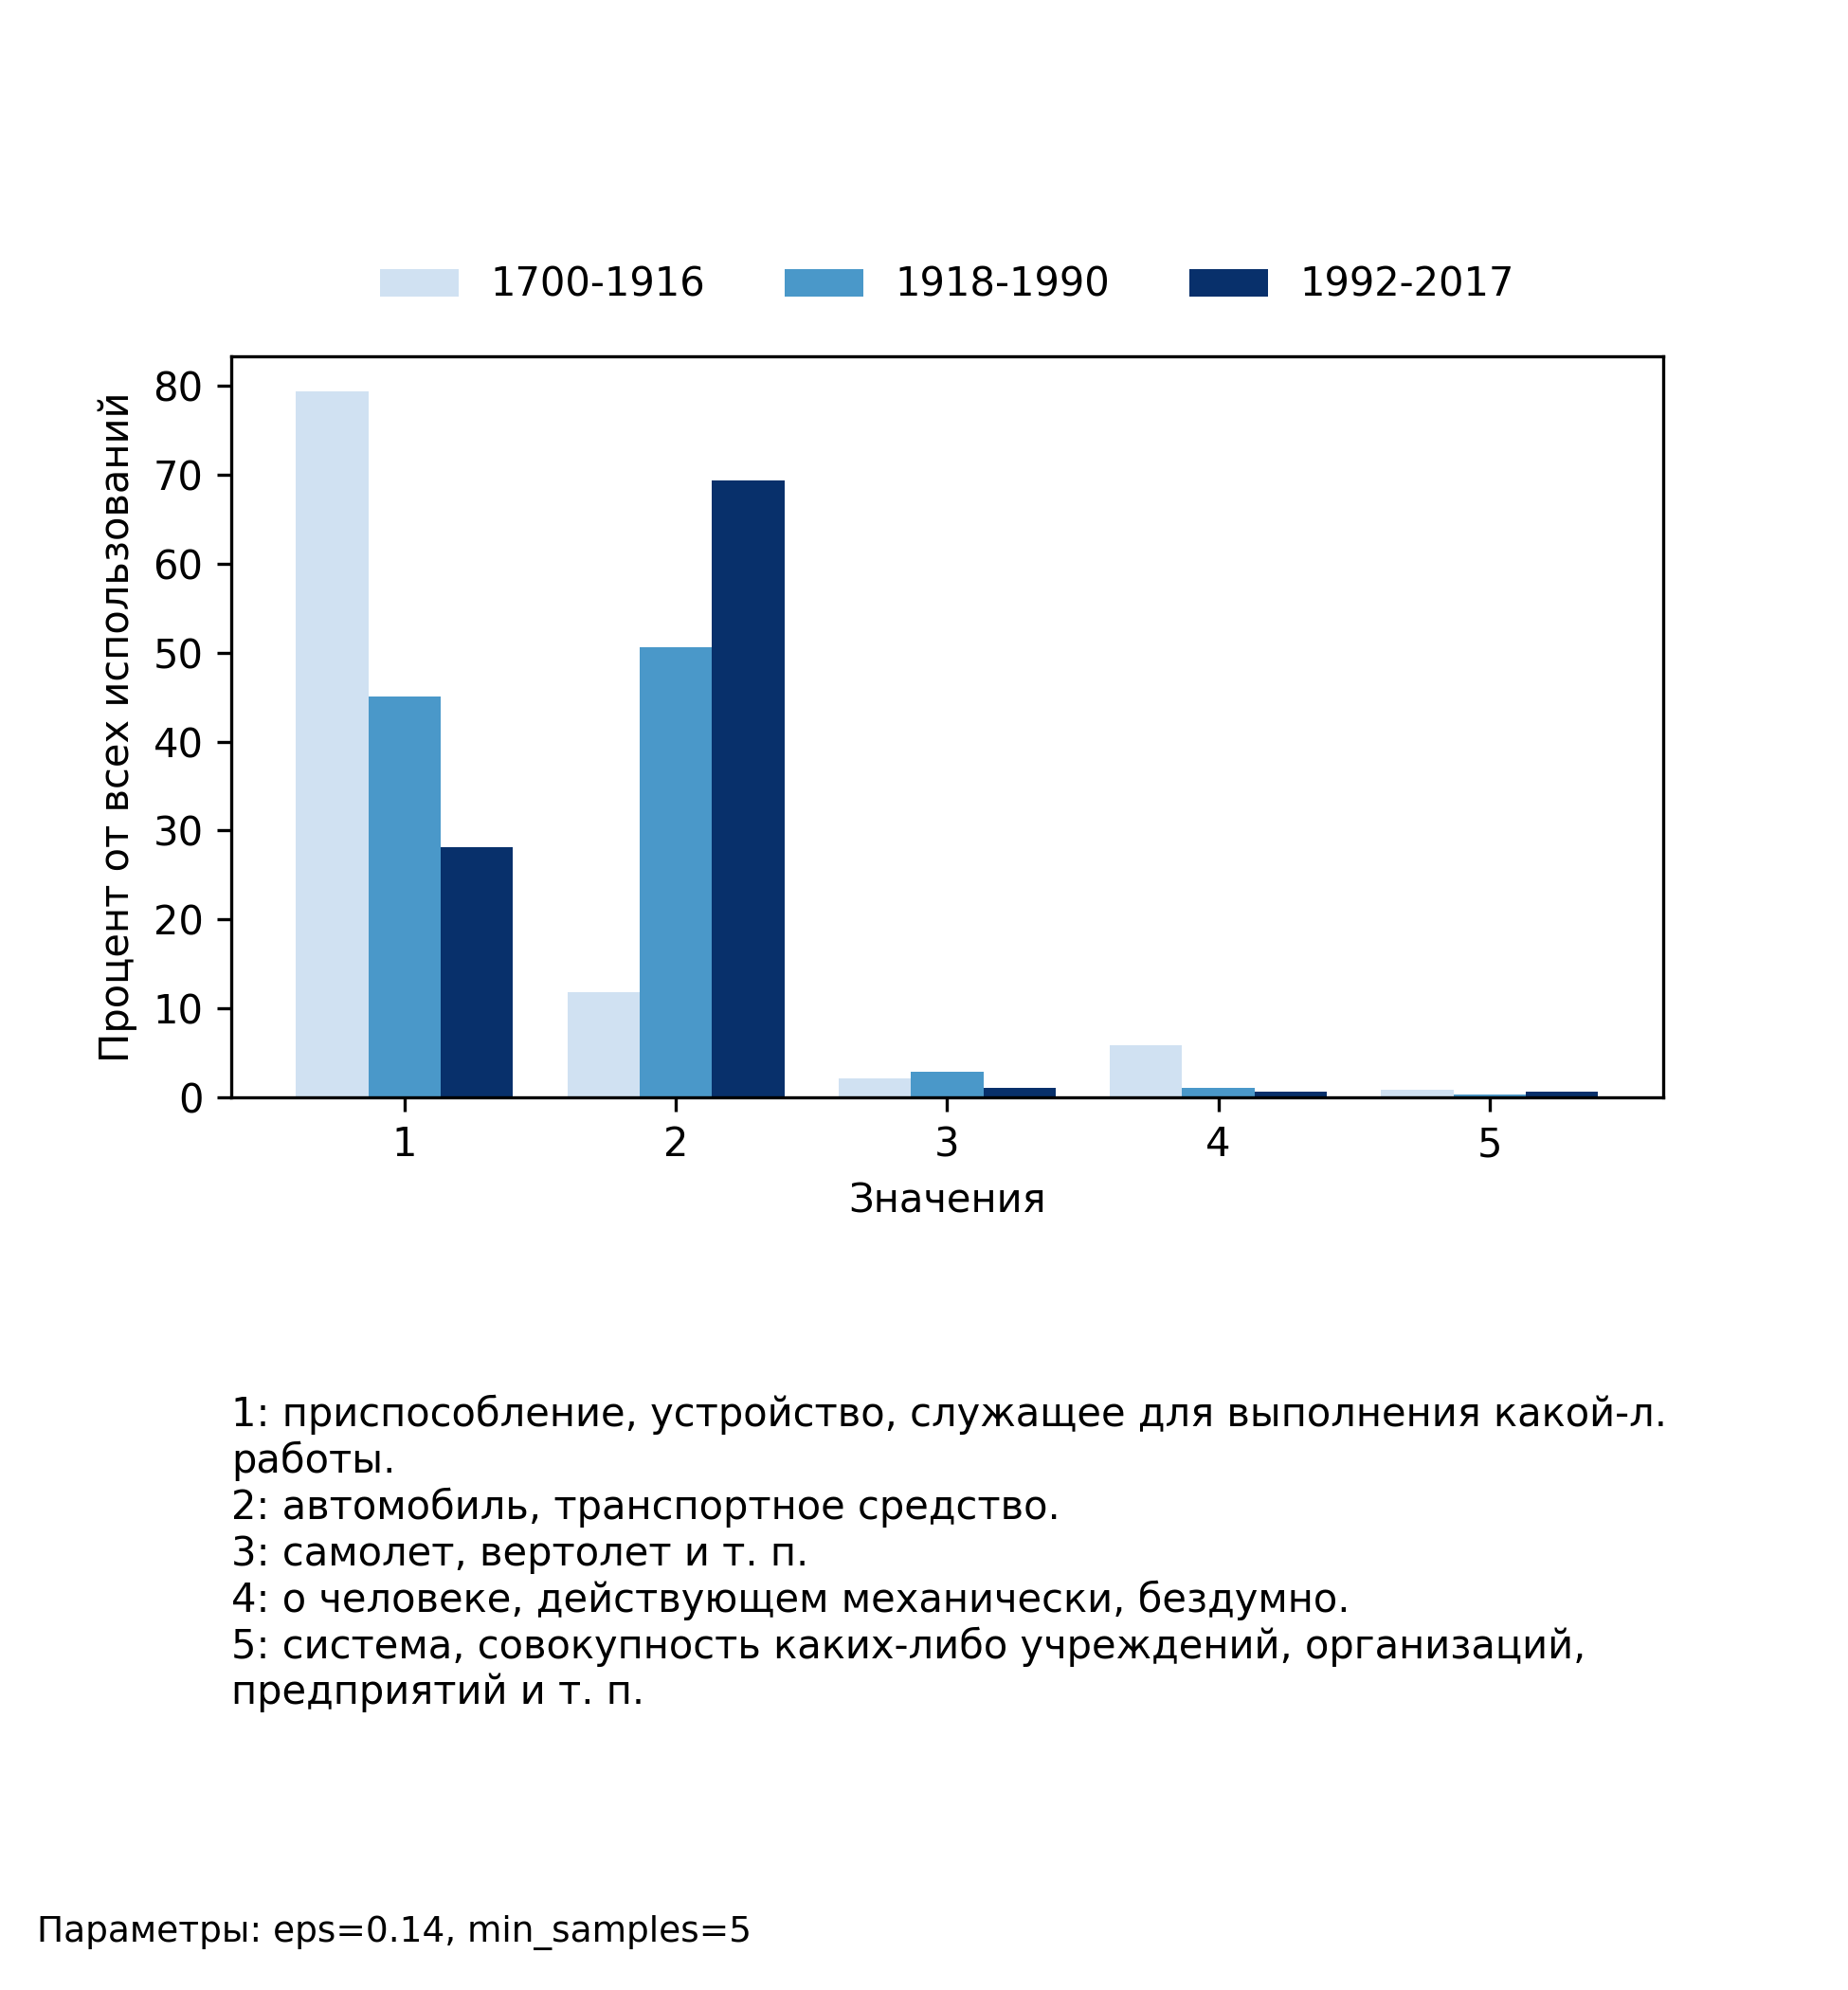 1700-1916 1918-1990 1992-2017
Процент от всех использований
80
70
60
50
40
30
20
10
0
1 2 3 4 5
Значения
1: приспособление, устройство, служащее для выполнения какой-л.
работы.
2: автомобиль, транспортное средство.
3: самолет, вертолет и т. п.
4: о человеке, действующем механически, бездумно.
5: система, совокупность каких-либо учреждений, организаций,
предприятий и т. п.
Параметры: eps=0.14, min_samples=5